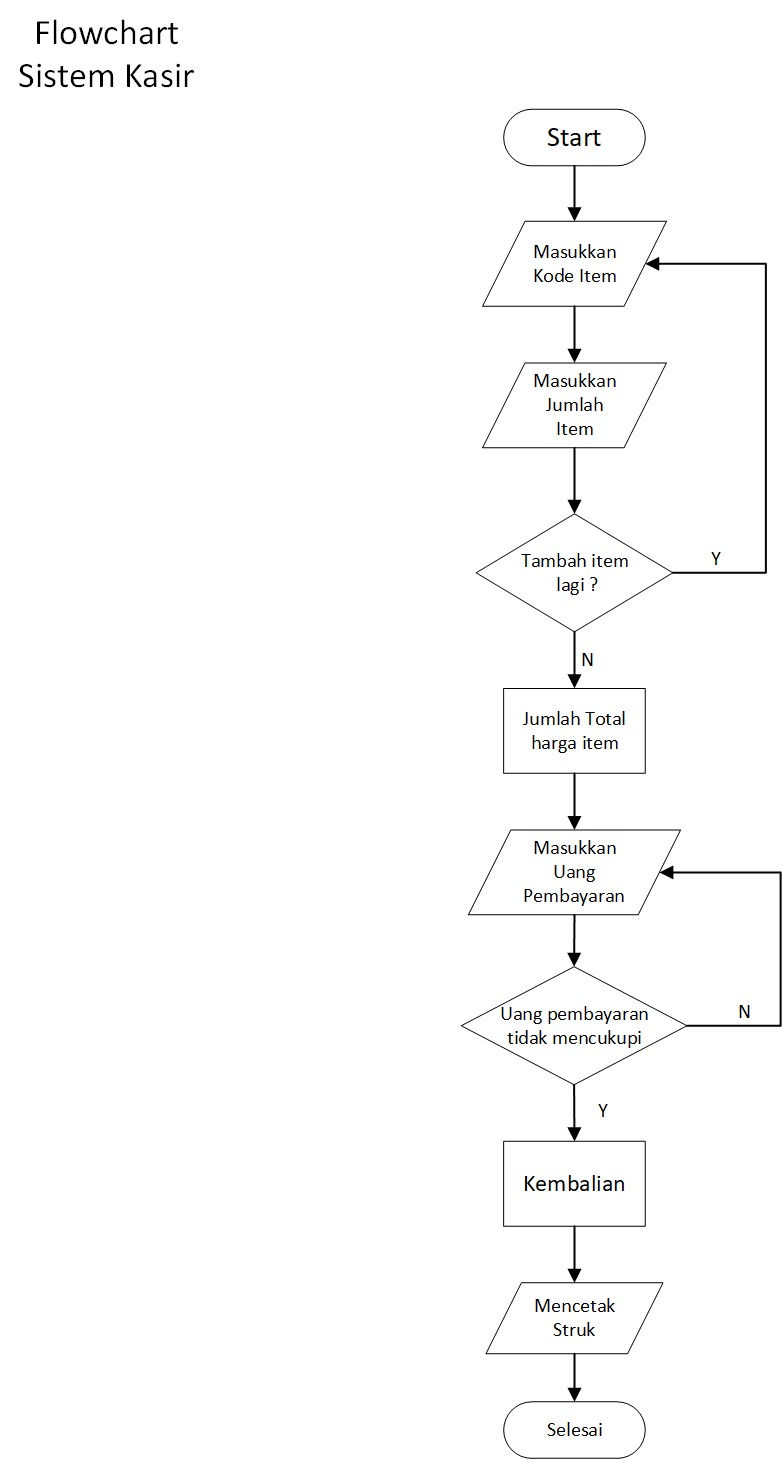 Flowchart
Sistem Kasir
Start
Masukkan
Kode Item
Masukkan
Jumlah
Item
Tambah item
lagi ?
Y
N
Jumlah Total
harga item
Masukkan
Uang
Pembayaran
Uang pembayaran
tidak mencukupi
N
Y
Kembalian
Mencetak
Struk
Selesai